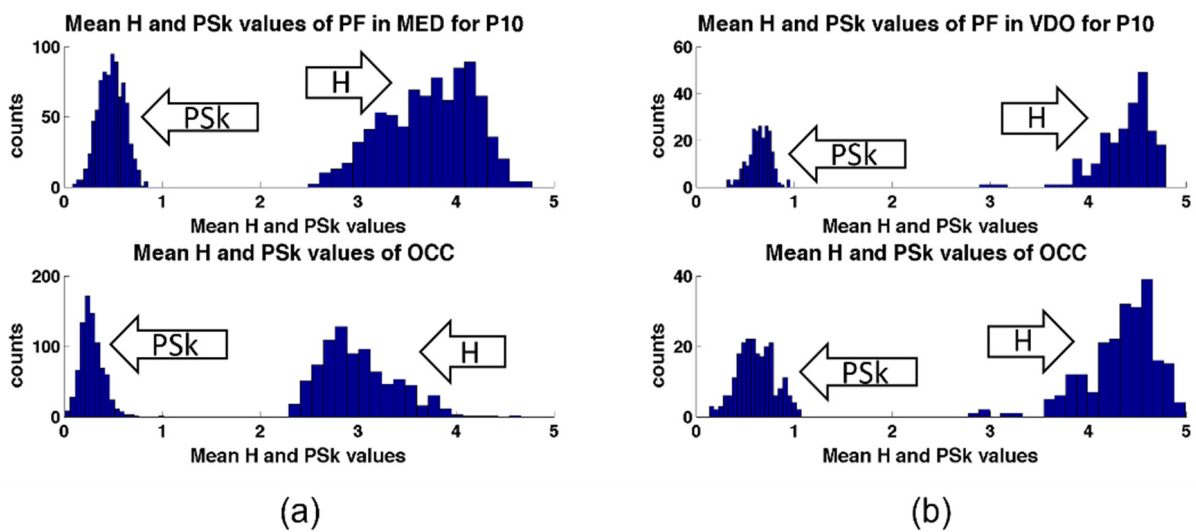 Mean H and PSk values of PF in MED for P10
100
50
0
counts
PSk
H
0 1 2 3 4 5
Mean H and PSk values
Mean H and PSk values of OCC
200
100
0
counts
PSk
H
0 1 2 3 4 5
Mean H and PSk values
(a)
Mean H and PSk values of PF in VDO for P10
60
40
20
0
counts
PSk
H
0 1 2 3 4 5
Mean H and PSk values
Mean H and PSk values of OCC
40
20
0
counts
PSk
H
0 1 2 3 4 5
Mean H and PSk values
(b)